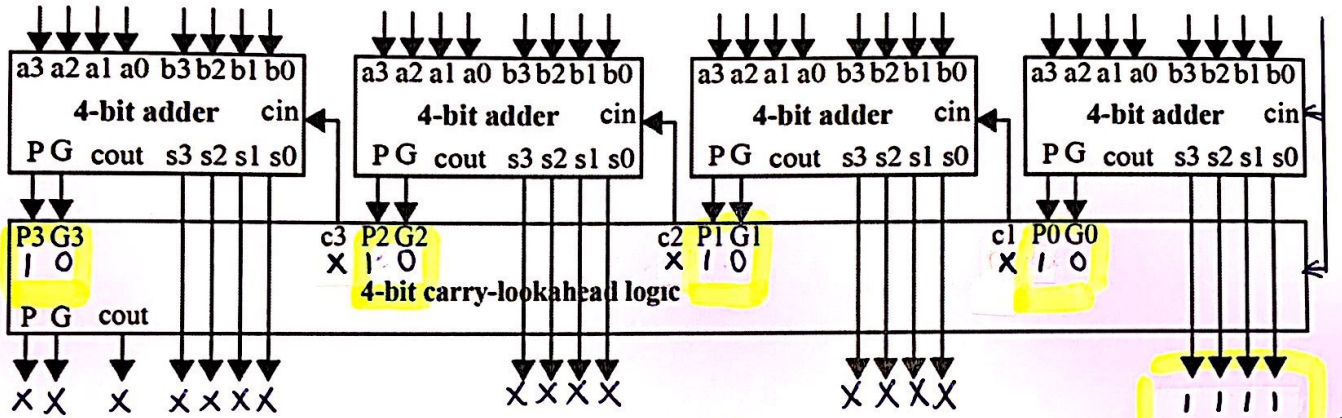 a3 a2 a1 a0 b3 b2 b1 b0 a3 a2 a1 a0 b3 b2 b1 b0 a3 a2 a1 a0 b3 b2 b1 b0 a3 a2 a1 a0 b3 b2 b1 b0
4-bit adder cin 4-bit adder cin 4-bit adder cin 4-bit adder cin
P G cout s3 s2 s1 s0 P G cout s3 s2 s1 s0 P G cout s3 s2 s1 s0 P G cout s3 s2 s1 s0
P3 G3 c3 P2 G2 c2 P1 G1 c1 P0 G0
1 0 X 1 0 X 1 0 X 1 0
4-bit carry-lookahead logic
P G cout
X X X X X X X X X X X X X X X 1 1 1 1